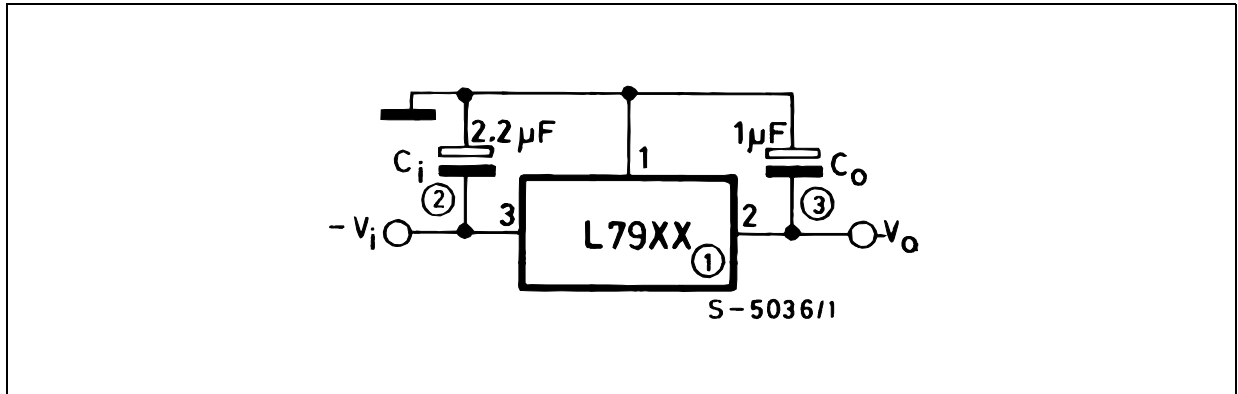 2.2µF
1µF
Cᵢ
1
Cₒ
②
③
-Vᵢ
3
L79XX
①
2
-Vₒ
S-5036/1